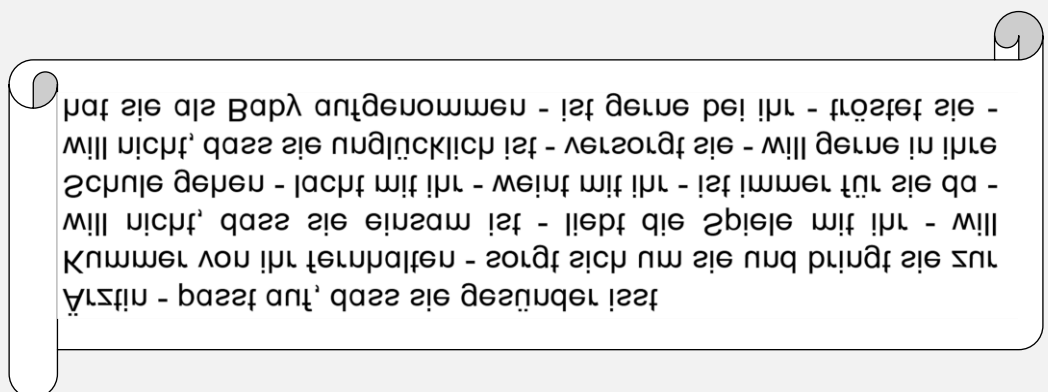 hat sie als Baby aufgenommen - ist gerne bei ihr - tröstet sie -
will nicht, dass sie unglücklich ist - versorgt sie - will gerne in ihre
Schule gehen - lacht mit ihr - weint mit ihr - ist immer für sie da -
will nicht, dass sie einsam ist - liebt die Spiele mit ihr - will
Kummer von ihr fernhalten - sorgt sich um sie und bringt sie zur
Ärztin - passt auf, dass sie gesünder isst